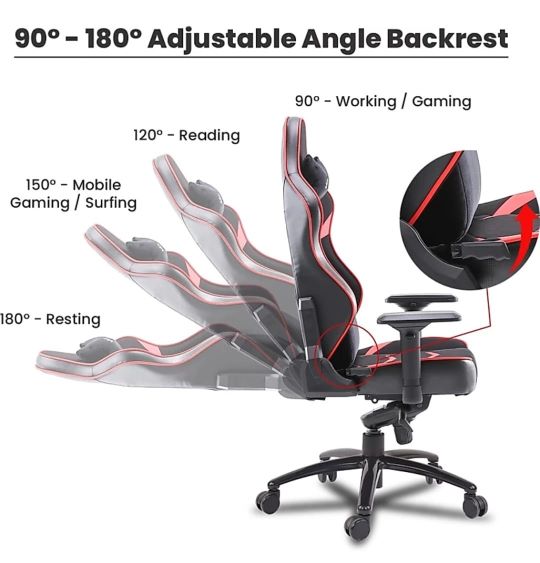 90° - 180° Adjustable Angle Backrest
90° - Working / Gaming
120° - Reading
150° - Mobile
Gaming / Surfing
180° - Resting